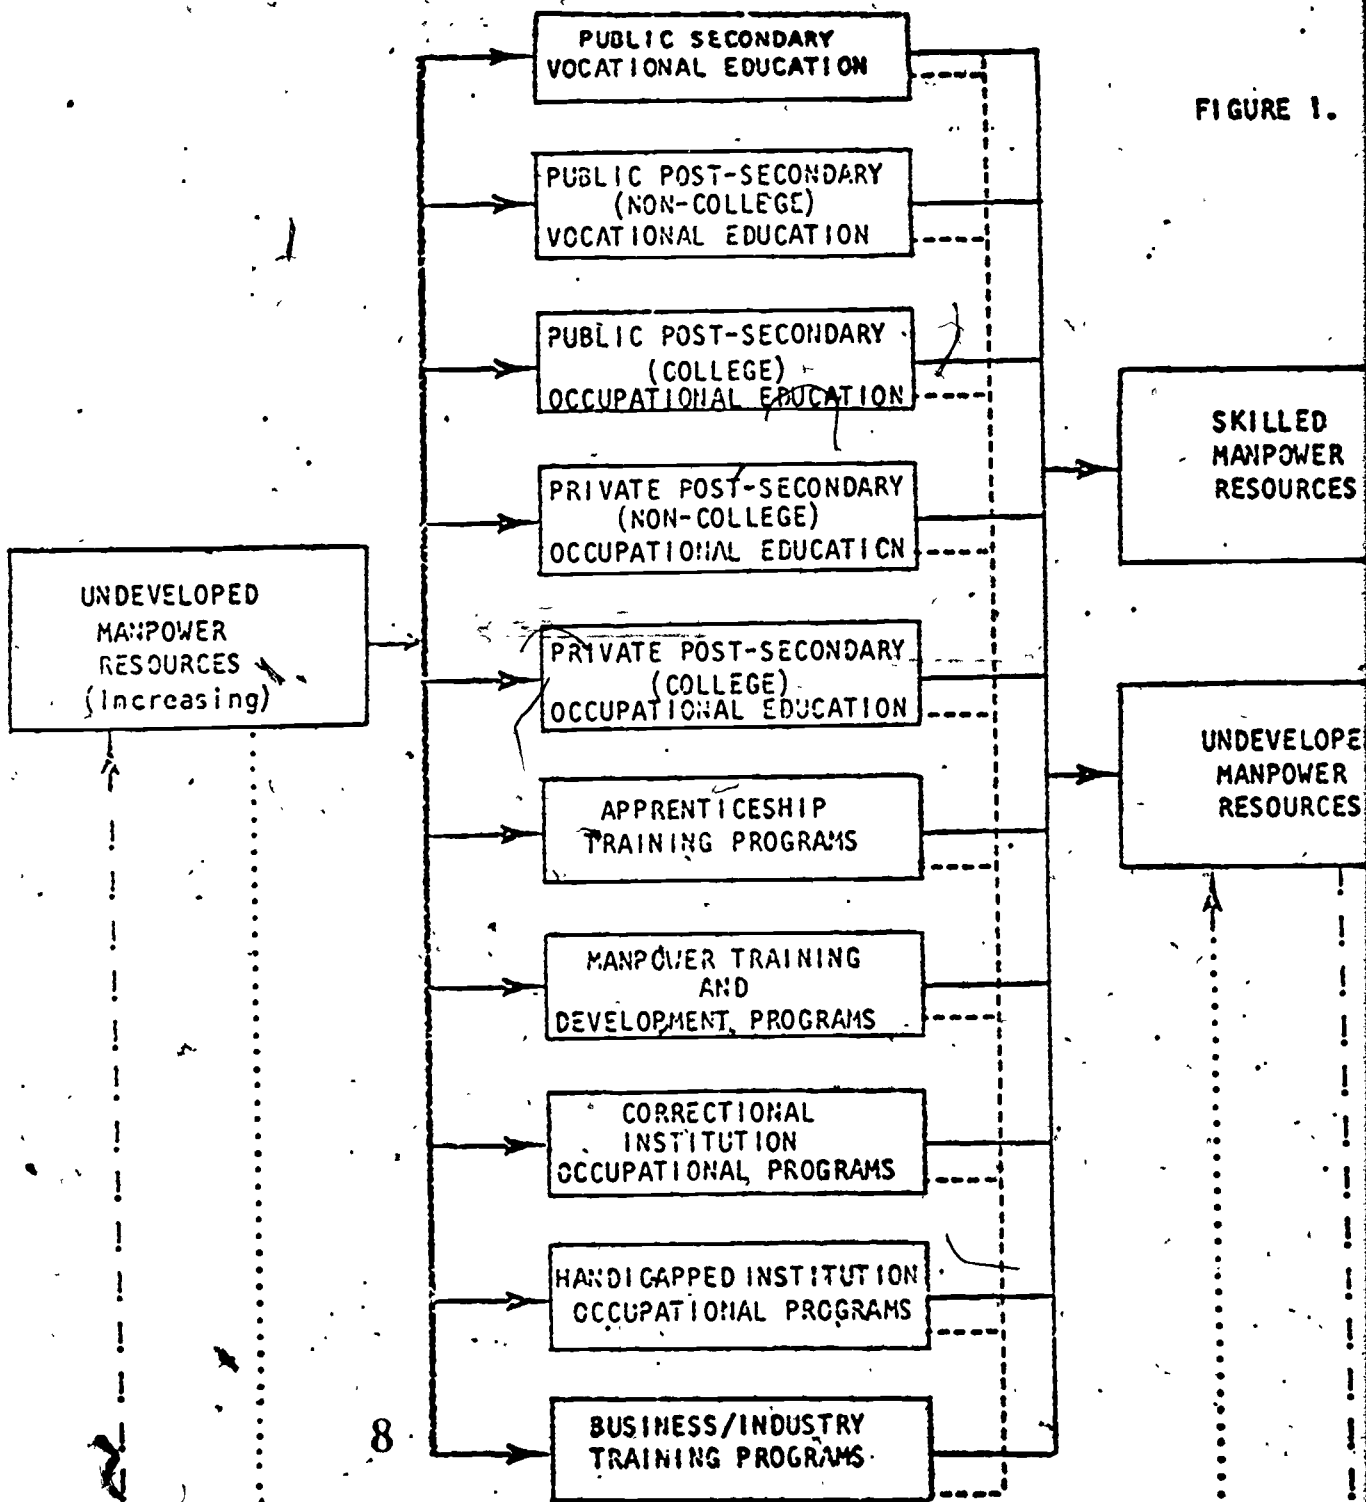 PUBLIC SECONDARY
VOCATIONAL EDUCATION
FIGURE 1.
PUBLIC POST-SECONDARY
(NON-COLLEGE)
VOCATIONAL EDUCATION
PUBLIC POST-SECONDARY
(COLLEGE)
OCCUPATIONAL EDUCATION
PRIVATE POST-SECONDARY
(NON-COLLEGE)
OCCUPATIONAL EDUCATION
PRIVATE POST-SECONDARY
(COLLEGE)
OCCUPATIONAL EDUCATION
APPRENTICESHIP
TRAINING PROGRAMS
MANPOWER TRAINING
AND
DEVELOPMENT PROGRAMS
CORRECTIONAL
INSTITUTION
OCCUPATIONAL PROGRAMS
HANDICAPPED INSTITUTION
OCCUPATIONAL PROGRAMS
BUSINESS/INDUSTRY
TRAINING PROGRAMS
UNDEVELOPED
MANPOWER
RESOURCES
(Increasing)
SKILLED
MANPOWER
RESOURCES
UNDEVELOPE
MANPOWER
RESOURCES
8